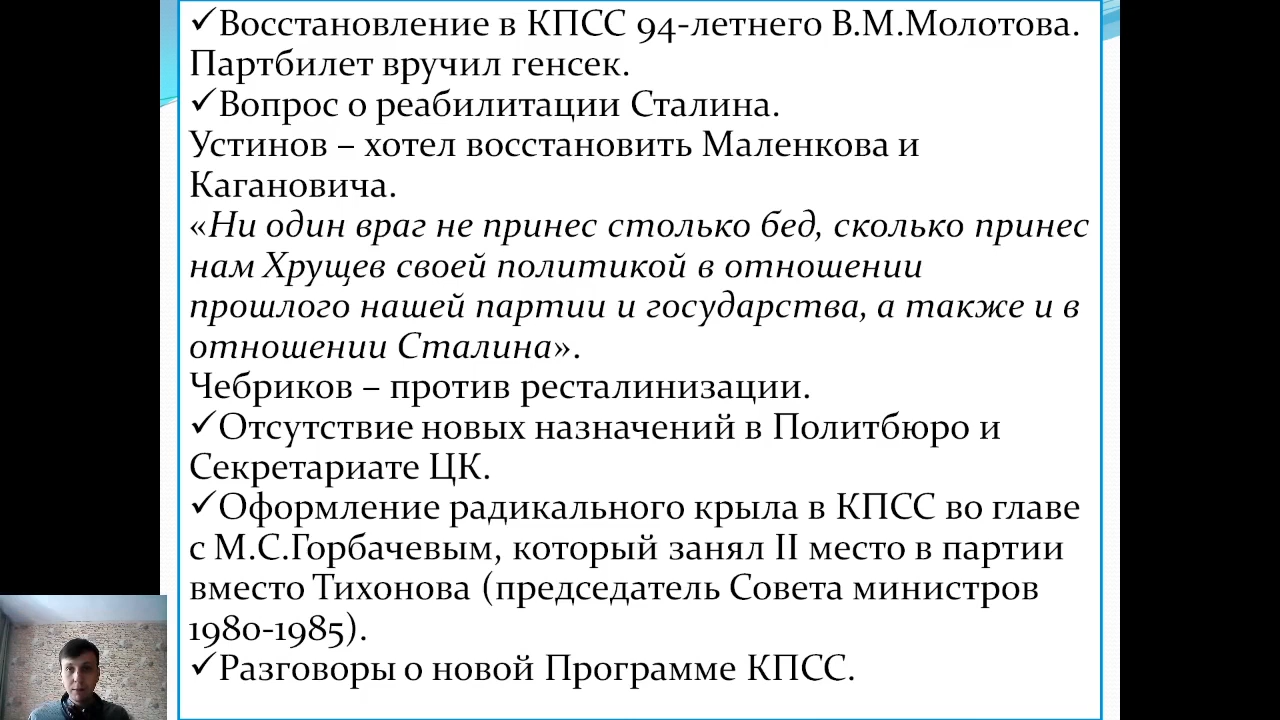 ✓Восстановление в КПСС 94-летнего В.М.Молотова.
Партбилет вручил генсек.
✓Вопрос о реабилитации Сталина.
Устинов – хотел восстановить Маленкова и
Кагановича.
«Ни один враг не принес столько бед, сколько принес
нам Хрущев своей политикой в отношении
прошлого нашей партии и государства, а также и в
отношении Сталина».
Чебриков – против ресталинизации.
✓Отсутствие новых назначений в Политбюро и
Секретариате ЦК.
✓Оформление радикального крыла в КПСС во главе
с М.С.Горбачевым, который занял II место в партии
вместо Тихонова (председатель Совета министров
1980-1985).
✓Разговоры о новой Программе КПСС.